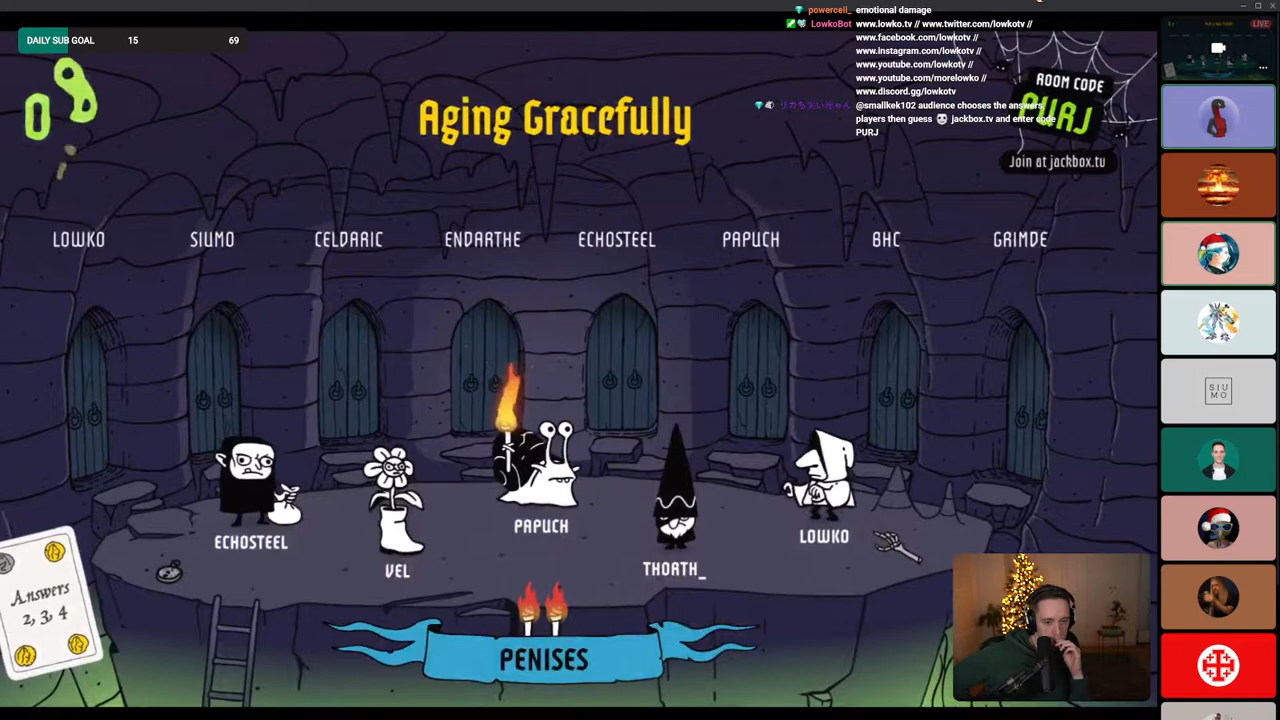 powercell_ emotional damage
LowkoBot www.lowko.tv // www.twitter.com/lowkotv //
www.facebook.com/lowkotv //
www.instagram.com/lowkotv //
www.youtube.com/lowkotv //
www.youtube.com/morelowko //
www.discord.gg/lowkotv
@smallkek102 audience chooses the answers,
players then guess jackbox.tv and enter code
PURJ
DAILY SUB GOAL 15 69
LIVE
09
Aging Gracefully
ROOM CODE
PURJ
Join at jackbox.tv
LOWKO SIUMO CELDARIC ENDARTHE ECHOSTEEL PAPUCH BHC GRIMDE
SIU
MO
ECHOSTEEL
VEL
PAPUCH
THORTH_
LOWKO
Answers
2, 3, 4
PENISES